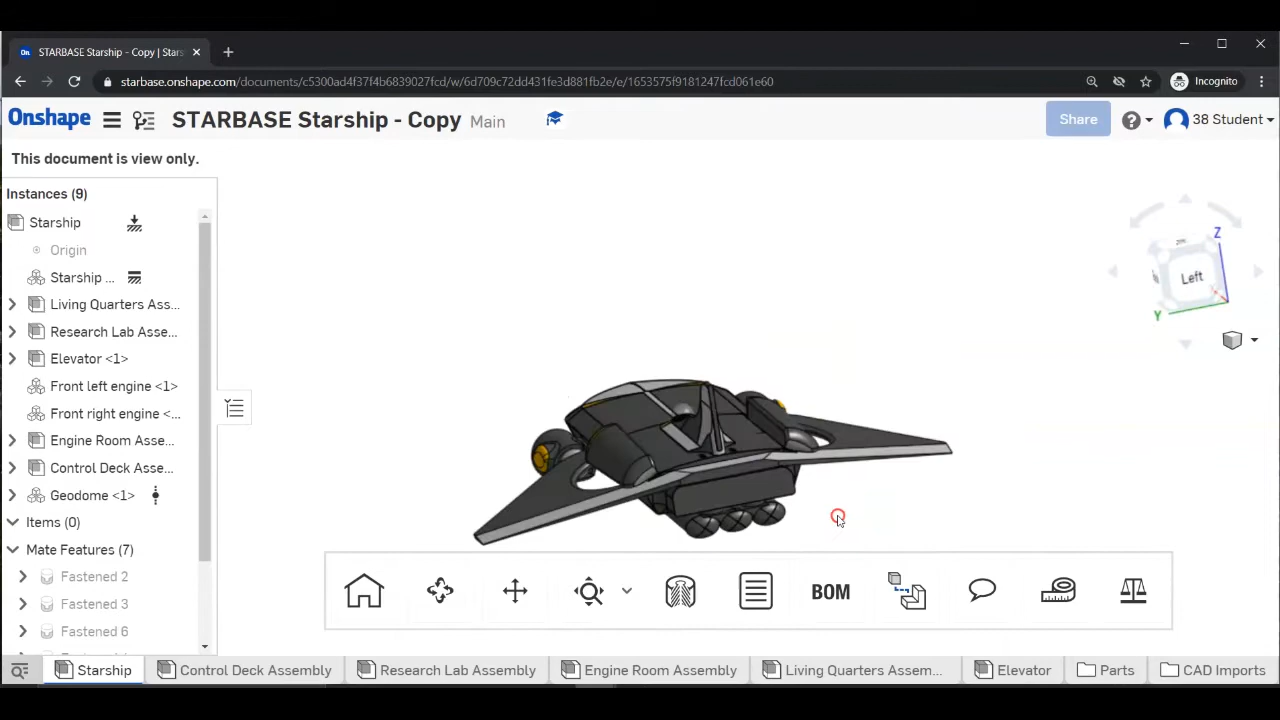 On STARBASE Starship - Copy | Stars
starbase.onshape.com/documents/c5300ad4f37f4b6839027fcd/w/6d709c72dd431fe3d881fb2e/e/1653575f9181247fcd061e60
Incognito
Onshape STARBASE Starship - Copy Main
Share
38 Student
This document is view only.
Instances (9)
Starship
Origin
Starship ...
Living Quarters Ass...
Research Lab Asse...
Elevator <1>
Front left engine <1>
Front right engine <...
Engine Room Asse...
Control Deck Asse...
Geodome <1>
Items (0)
Mate Features (7)
Fastened 2
Fastened 3
Fastened 6
Z
Left
Y
BOM
Starship
Control Deck Assembly
Research Lab Assembly
Engine Room Assembly
Living Quarters Assem...
Elevator
Parts
CAD Imports